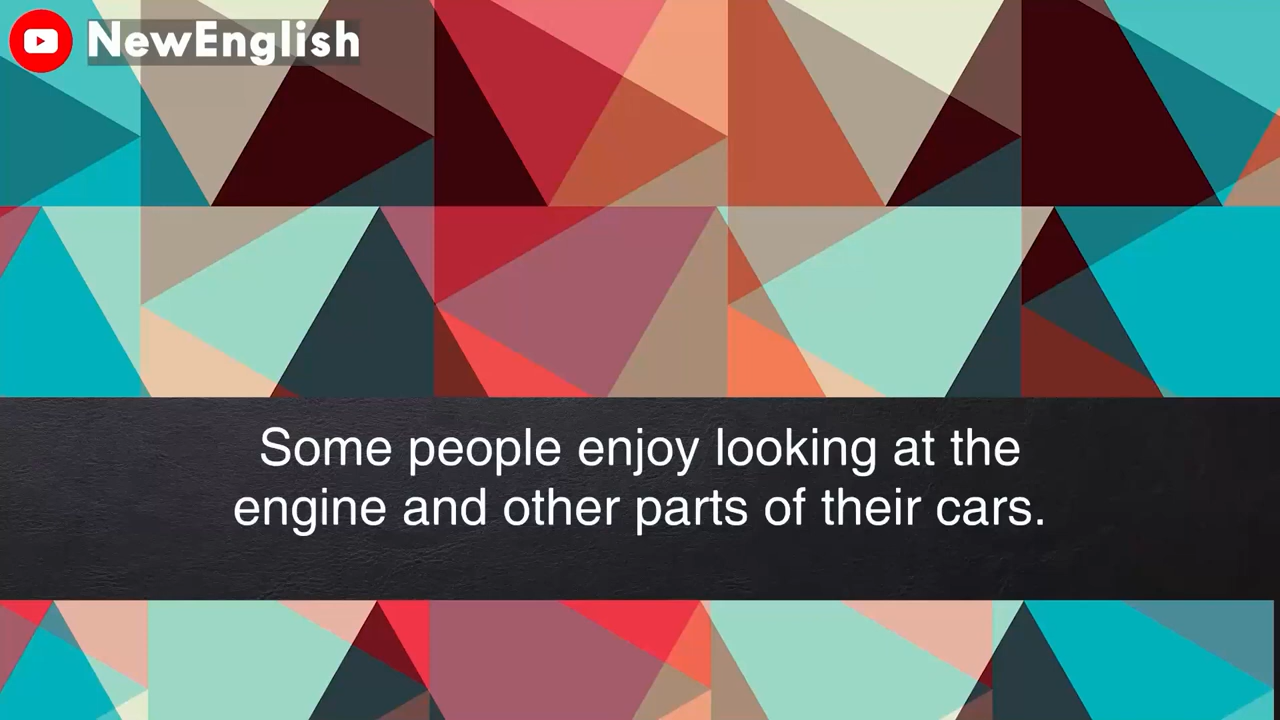 NewEnglish
Some people enjoy looking at the
engine and other parts of their cars.